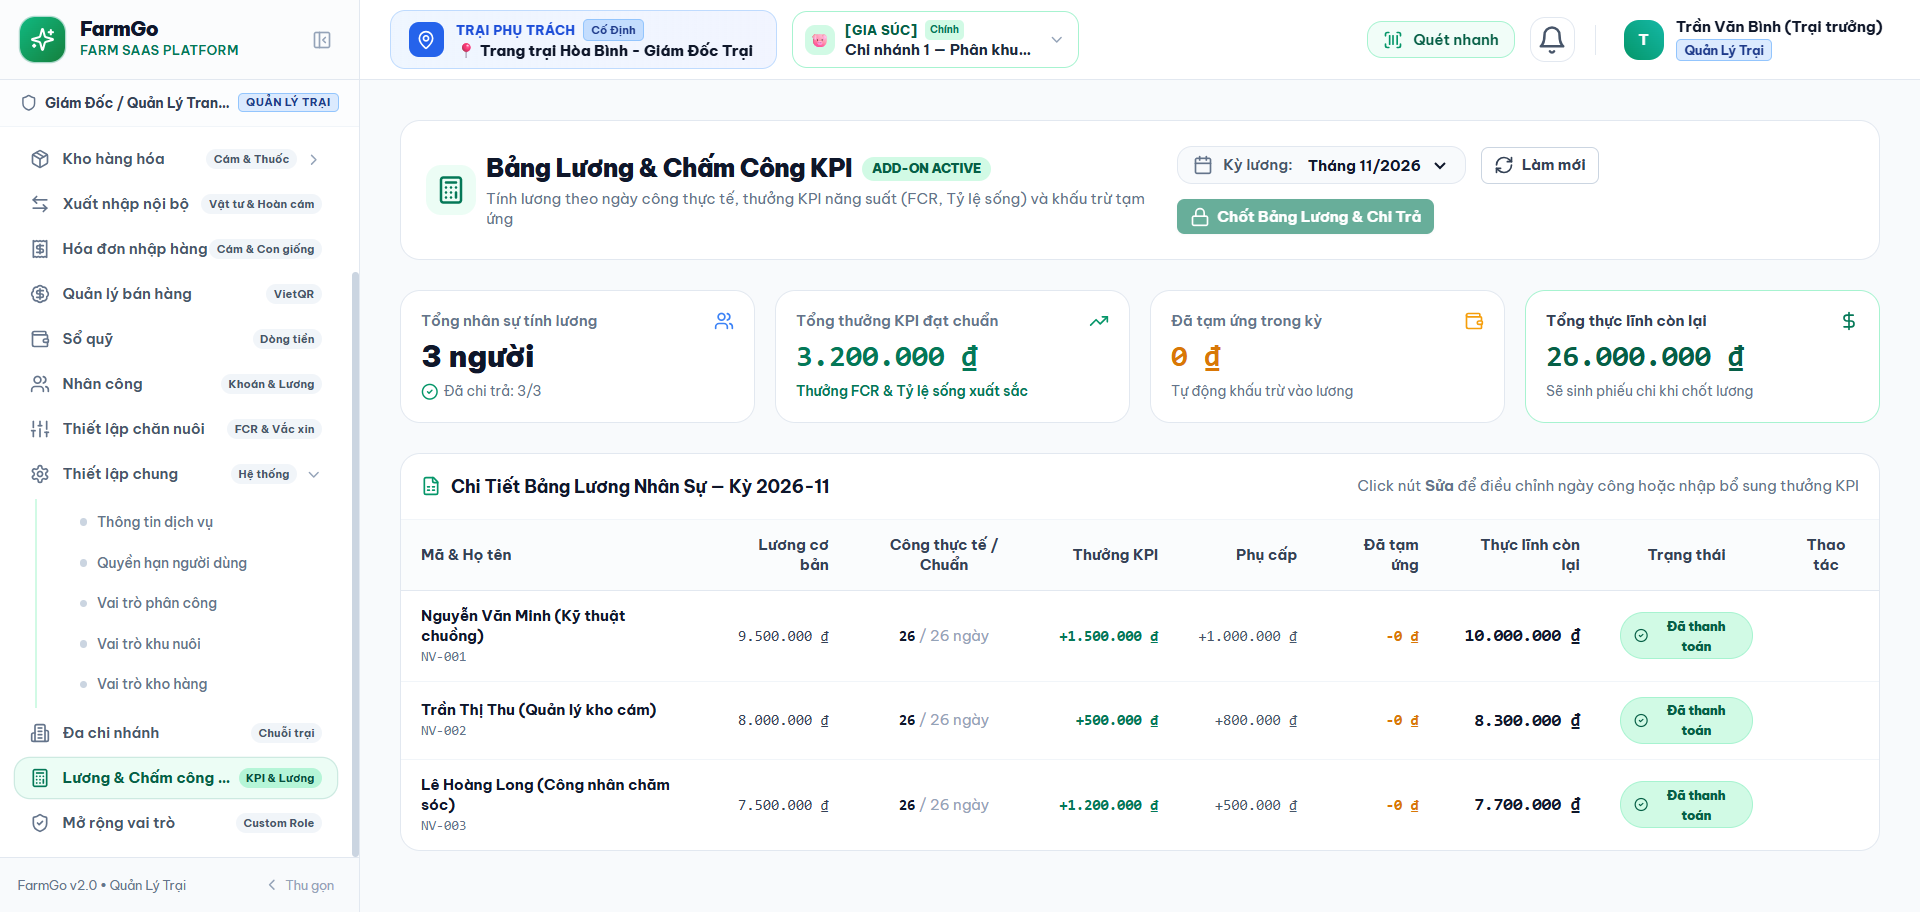 FarmGo
FARM SAAS PLATFORM
TRẠI PHỤ TRÁCH Cố Định
📍 Trang trại Hòa Bình - Giám Đốc Trại
[GIA SÚC] Chính
Chi nhánh 1 — Phân khu...
Quét nhanh
T
Trần Văn Bình (Trại trưởng)
Quản Lý Trại
Giám Đốc / Quản Lý Tran... QUẢN LÝ TRẠI
Kho hàng hóa Cám & Thuốc
Xuất nhập nội bộ Vật tư & Hoàn cám
Hóa đơn nhập hàng Cám & Con giống
Quản lý bán hàng VietQR
Sổ quỹ Dòng tiền
Nhân công Khoán & Lương
Thiết lập chăn nuôi FCR & Vắc xin
Thiết lập chung Hệ thống
Thông tin dịch vụ
Quyền hạn người dùng
Vai trò phân công
Vai trò khu nuôi
Vai trò kho hàng
Đa chi nhánh Chuỗi trại
Lương & Chấm công ... KPI & Lương
Mở rộng vai trò Custom Role
FarmGo v2.0 • Quản Lý Trại Thu gọn
Bảng Lương & Chấm Công KPI ADD-ON ACTIVE
Tính lương theo ngày công thực tế, thưởng KPI năng suất (FCR, Tỷ lệ sống) và khấu trừ tạm
ứng
Kỳ lương: Tháng 11/2026
Làm mới
Chốt Bảng Lương & Chi Trả
Tổng nhân sự tính lương
3 người
Đã chi trả: 3/3
Tổng thưởng KPI đạt chuẩn
3.200.000 ₫
Thưởng FCR & Tỷ lệ sống xuất sắc
Đã tạm ứng trong kỳ
0 ₫
Tự động khấu trừ vào lương
Tổng thực lĩnh còn lại
26.000.000 ₫
Sẽ sinh phiếu chi khi chốt lương
Chi Tiết Bảng Lương Nhân Sự — Kỳ 2026-11
Click nút Sửa để điều chỉnh ngày công hoặc nhập bổ sung thưởng KPI
Mã & Họ tên
Lương cơ
bản
Công thực tế /
Chuẩn
Thưởng KPI
Phụ cấp
Đã tạm
ứng
Thực lĩnh còn
lại
Trạng thái
Thao
tác
Nguyễn Văn Minh (Kỹ thuật
chuồng)
NV-001
9.500.000 ₫
26 / 26 ngày
+1.500.000 ₫
+1.000.000 ₫
-0 ₫
10.000.000 ₫
Đã thanh
toán
Trần Thị Thu (Quản lý kho cám)
NV-002
8.000.000 ₫
26 / 26 ngày
+500.000 ₫
+800.000 ₫
-0 ₫
8.300.000 ₫
Đã thanh
toán
Lê Hoàng Long (Công nhân chăm
sóc)
NV-003
7.500.000 ₫
26 / 26 ngày
+1.200.000 ₫
+500.000 ₫
-0 ₫
7.700.000 ₫
Đã thanh
toán